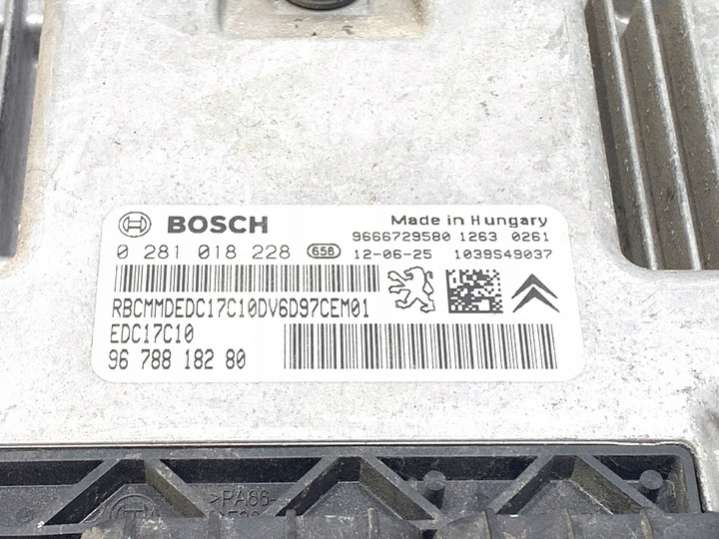 BOSCH Made in Hungary
9666729580 1263 0261
0 281 018 228 658 12-06-25 1039S49037
RBCMMDEDC17C10DV6D97CEM01
EDC17C10
96 788 182 80
>PA66-